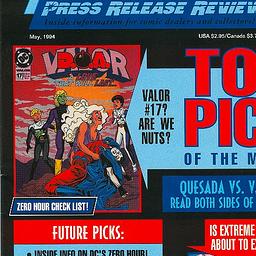 PRESS RELEASE REVIEW
Inside information for comic dealers and collectors
May, 1994
USA $2.95/Canada $3.7
DC
VALOR
17
VALOR
#17?
ARE WE
NUTS?
TO
PIC
OF THE M
ZERO HOUR CHECK LIST!
QUESADA VS. V
READ BOTH SIDES OF
FUTURE PICKS:
• INSIDE INFO ON DC'S ZERO HOUR!
IS EXTREME
ABOUT TO E